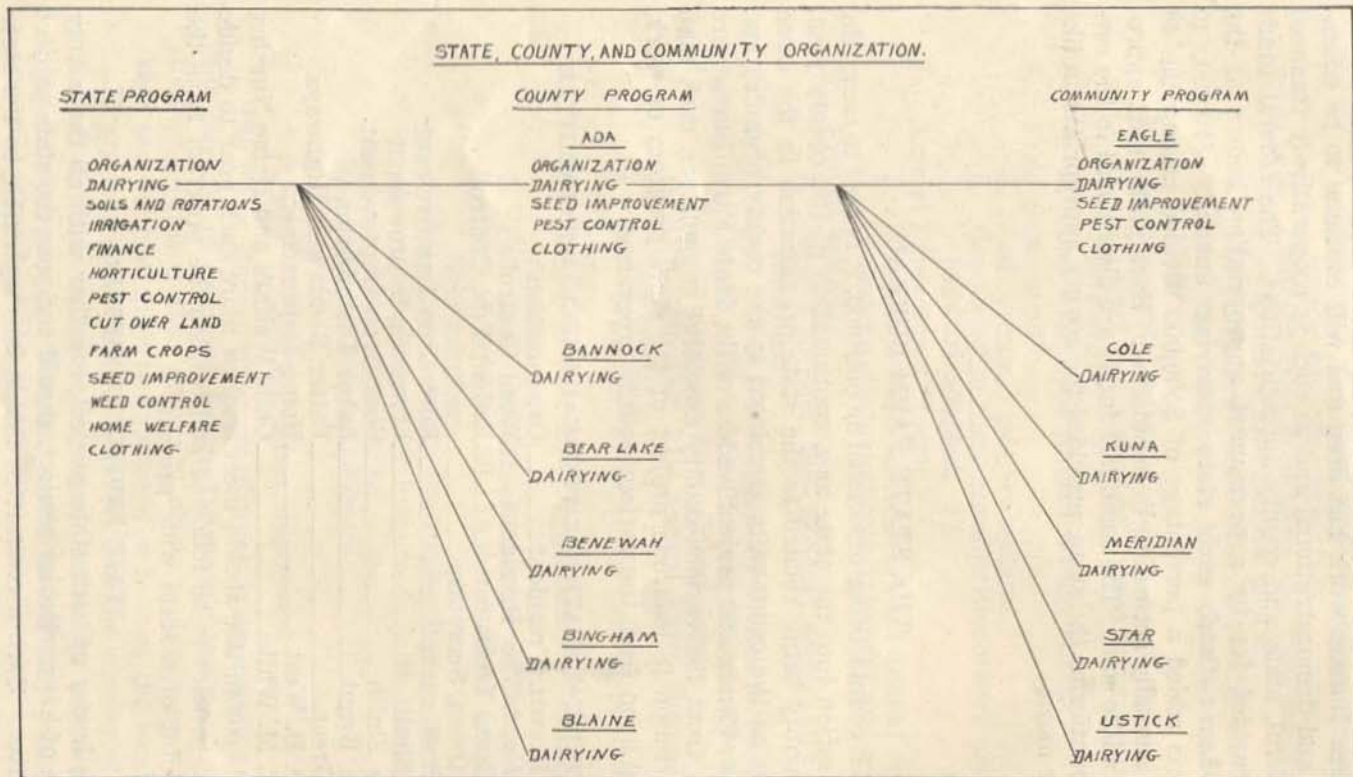 STATE, COUNTY, AND COMMUNITY ORGANIZATION.
STATE PROGRAM
ORGANIZATION
DAIRYING
SOILS AND ROTATIONS
IRRIGATION
FINANCE
HORTICULTURE
PEST CONTROL
CUT OVER LAND
FARM CROPS
SEED IMPROVEMENT
WEED CONTROL
HOME WELFARE
CLOTHING
COUNTY PROGRAM
ADA
ORGANIZATION
DAIRYING
SEED IMPROVEMENT
PEST CONTROL
CLOTHING
BANNOCK
DAIRYING
BEAR LAKE
DAIRYING
BENEWAH
DAIRYING
BINGHAM
DAIRYING
BLAINE
DAIRYING
COMMUNITY PROGRAM
EAGLE
ORGANIZATION
DAIRYING
SEED IMPROVEMENT
PEST CONTROL
CLOTHING
COLE
DAIRYING
KUNA
DAIRYING
MERIDIAN
DAIRYING
STAR
DAIRYING
USTICK
DAIRYING